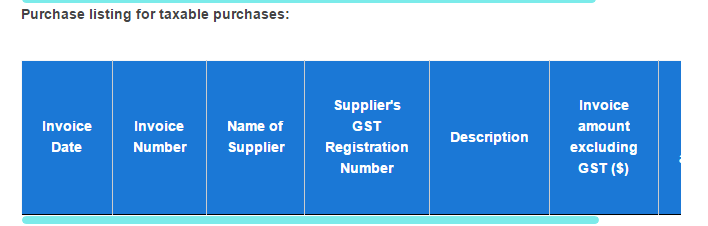 Purchase listing for taxable purchases:
Invoice Date
Invoice Number
Name of Supplier
Supplier's GST Registration Number
Description
Invoice amount excluding GST ($)